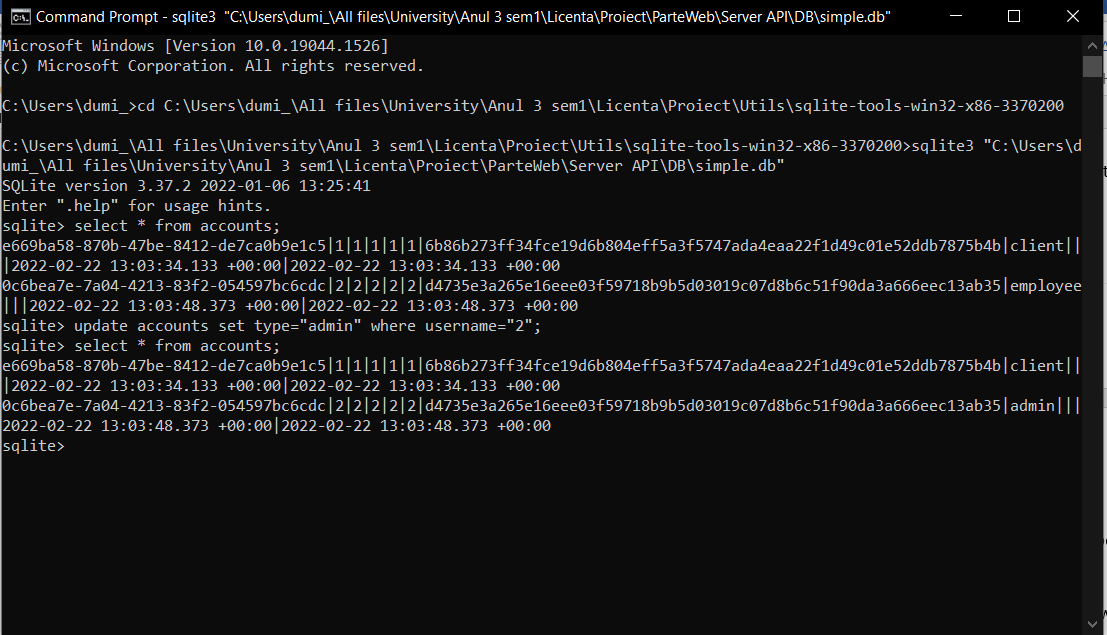 Command Prompt - sqlite3  "C:\Users\dumi_\All files\University\Anul 3 sem1\Licenta\Proiect\ParteWeb\Server API\DB\simple.db"
Microsoft Windows [Version 10.0.19044.1526]
(c) Microsoft Corporation. All rights reserved.
C:\Users\dumi_>cd C:\Users\dumi_\All files\University\Anul 3 sem1\Licenta\Proiect\Utils\sqlite-tools-win32-x86-3370200
C:\Users\dumi_\All files\University\Anul 3 sem1\Licenta\Proiect\Utils\sqlite-tools-win32-x86-3370200>sqlite3 "C:\Users\d
umi_\All files\University\Anul 3 sem1\Licenta\Proiect\ParteWeb\Server API\DB\simple.db"
SQLite version 3.37.2 2022-01-06 13:25:41
Enter ".help" for usage hints.
sqlite> select * from accounts;
e669ba58-870b-47be-8412-de7ca0b9e1c5|1|1|1|1|1|6b86b273ff34fce19d6b804eff5a3f5747ada4eaa22f1d49c01e52ddb7875b4b|client||
|2022-02-22 13:03:34.133 +00:00|2022-02-22 13:03:34.133 +00:00
0c6bea7e-7a04-4213-83f2-054597bc6cdc|2|2|2|2|2|d4735e3a265e16eee03f59718b9b5d03019c07d8b6c51f90da3a666eec13ab35|employee
|||2022-02-22 13:03:48.373 +00:00|2022-02-22 13:03:48.373 +00:00
sqlite> update accounts set type="admin" where username="2";
sqlite> select * from accounts;
e669ba58-870b-47be-8412-de7ca0b9e1c5|1|1|1|1|1|6b86b273ff34fce19d6b804eff5a3f5747ada4eaa22f1d49c01e52ddb7875b4b|client||
|2022-02-22 13:03:34.133 +00:00|2022-02-22 13:03:34.133 +00:00
0c6bea7e-7a04-4213-83f2-054597bc6cdc|2|2|2|2|2|d4735e3a265e16eee03f59718b9b5d03019c07d8b6c51f90da3a666eec13ab35|admin|||
2022-02-22 13:03:48.373 +00:00|2022-02-22 13:03:48.373 +00:00
sqlite>